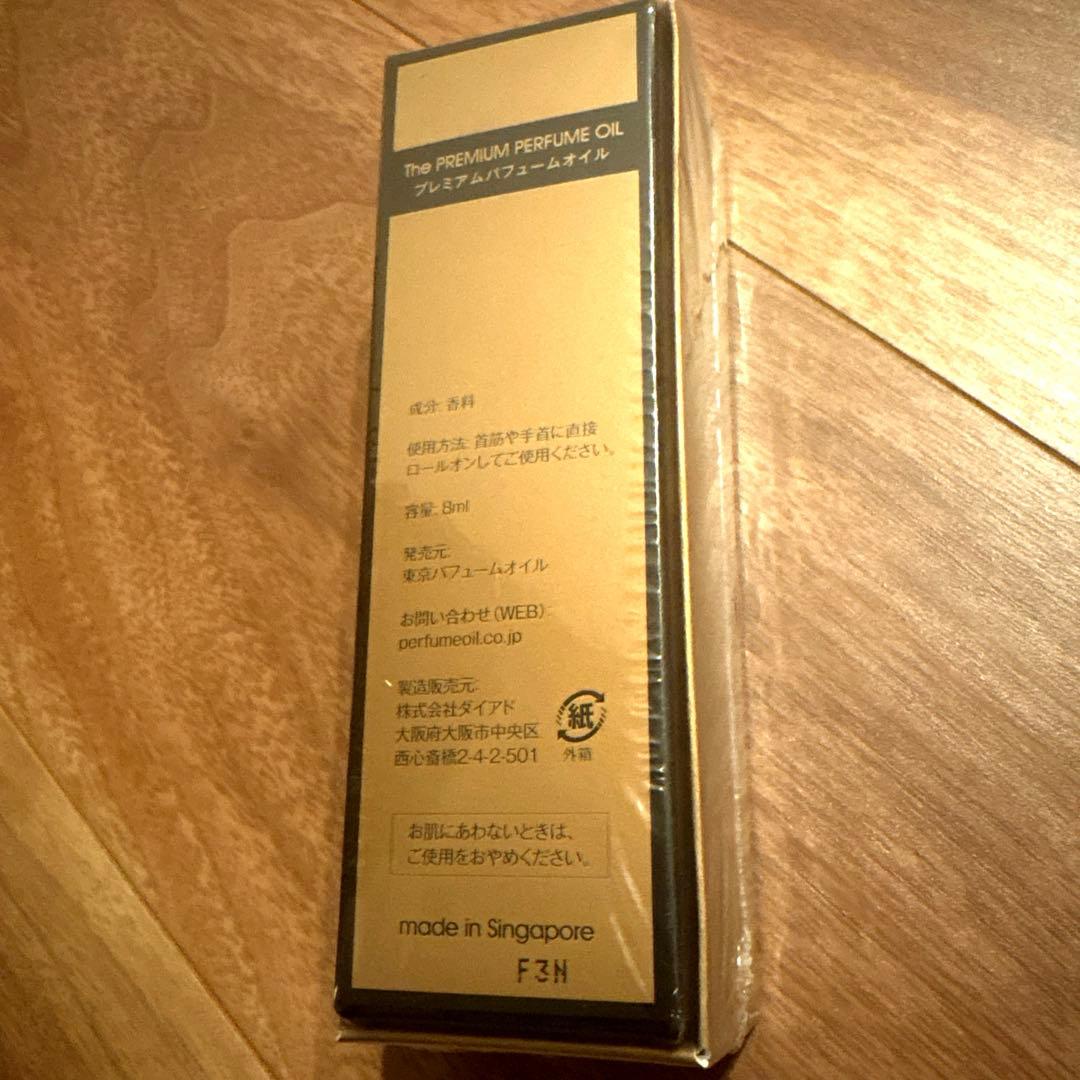 The PREMIUM PERFUME OIL
プレミアムパフュームオイル
成分: 香料
使用方法: 首筋や手首に直接
ロールオンしてご使用ください。
容量: 8ml
発売元:
東京パフュームオイル
お問い合わせ(WEB):
perfumeoil.co.jp
製造販売元:
株式会社ダイアド
大阪府大阪市中央区
西心斎橋2-4-2-501
紙
外箱
お肌にあわないときは、
ご使用をおやめください。
made in Singapore
F3N